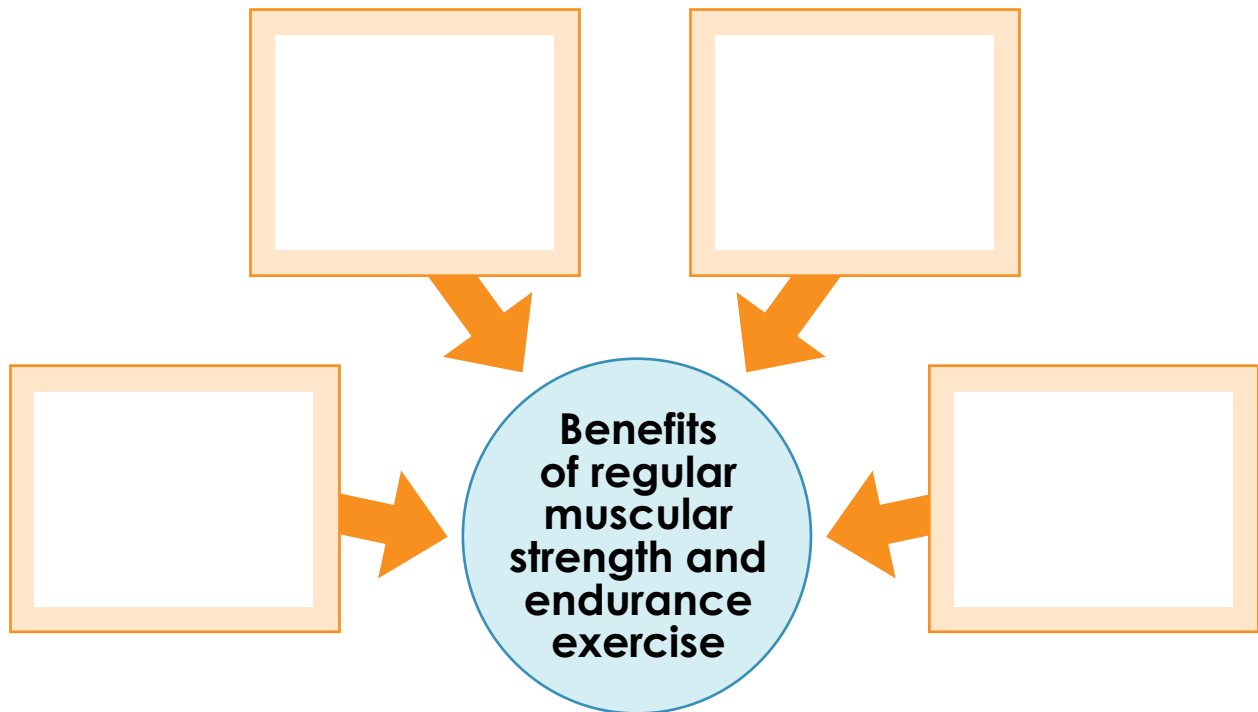 Benefits
of regular
muscular
strength and
endurance
exercise